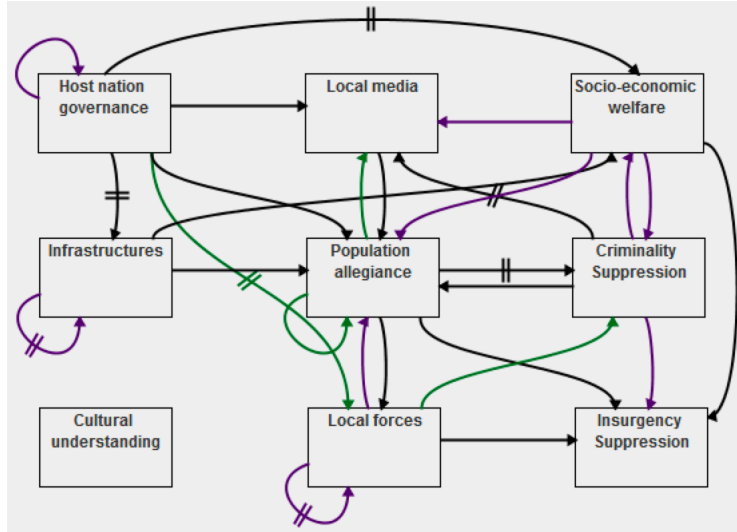 Host nation
governance
Local media
Socio-economic
welfare
Infrastructures
Population
allegiance
Criminality
Suppression
Cultural
understanding
Local forces
Insurgency
Suppression